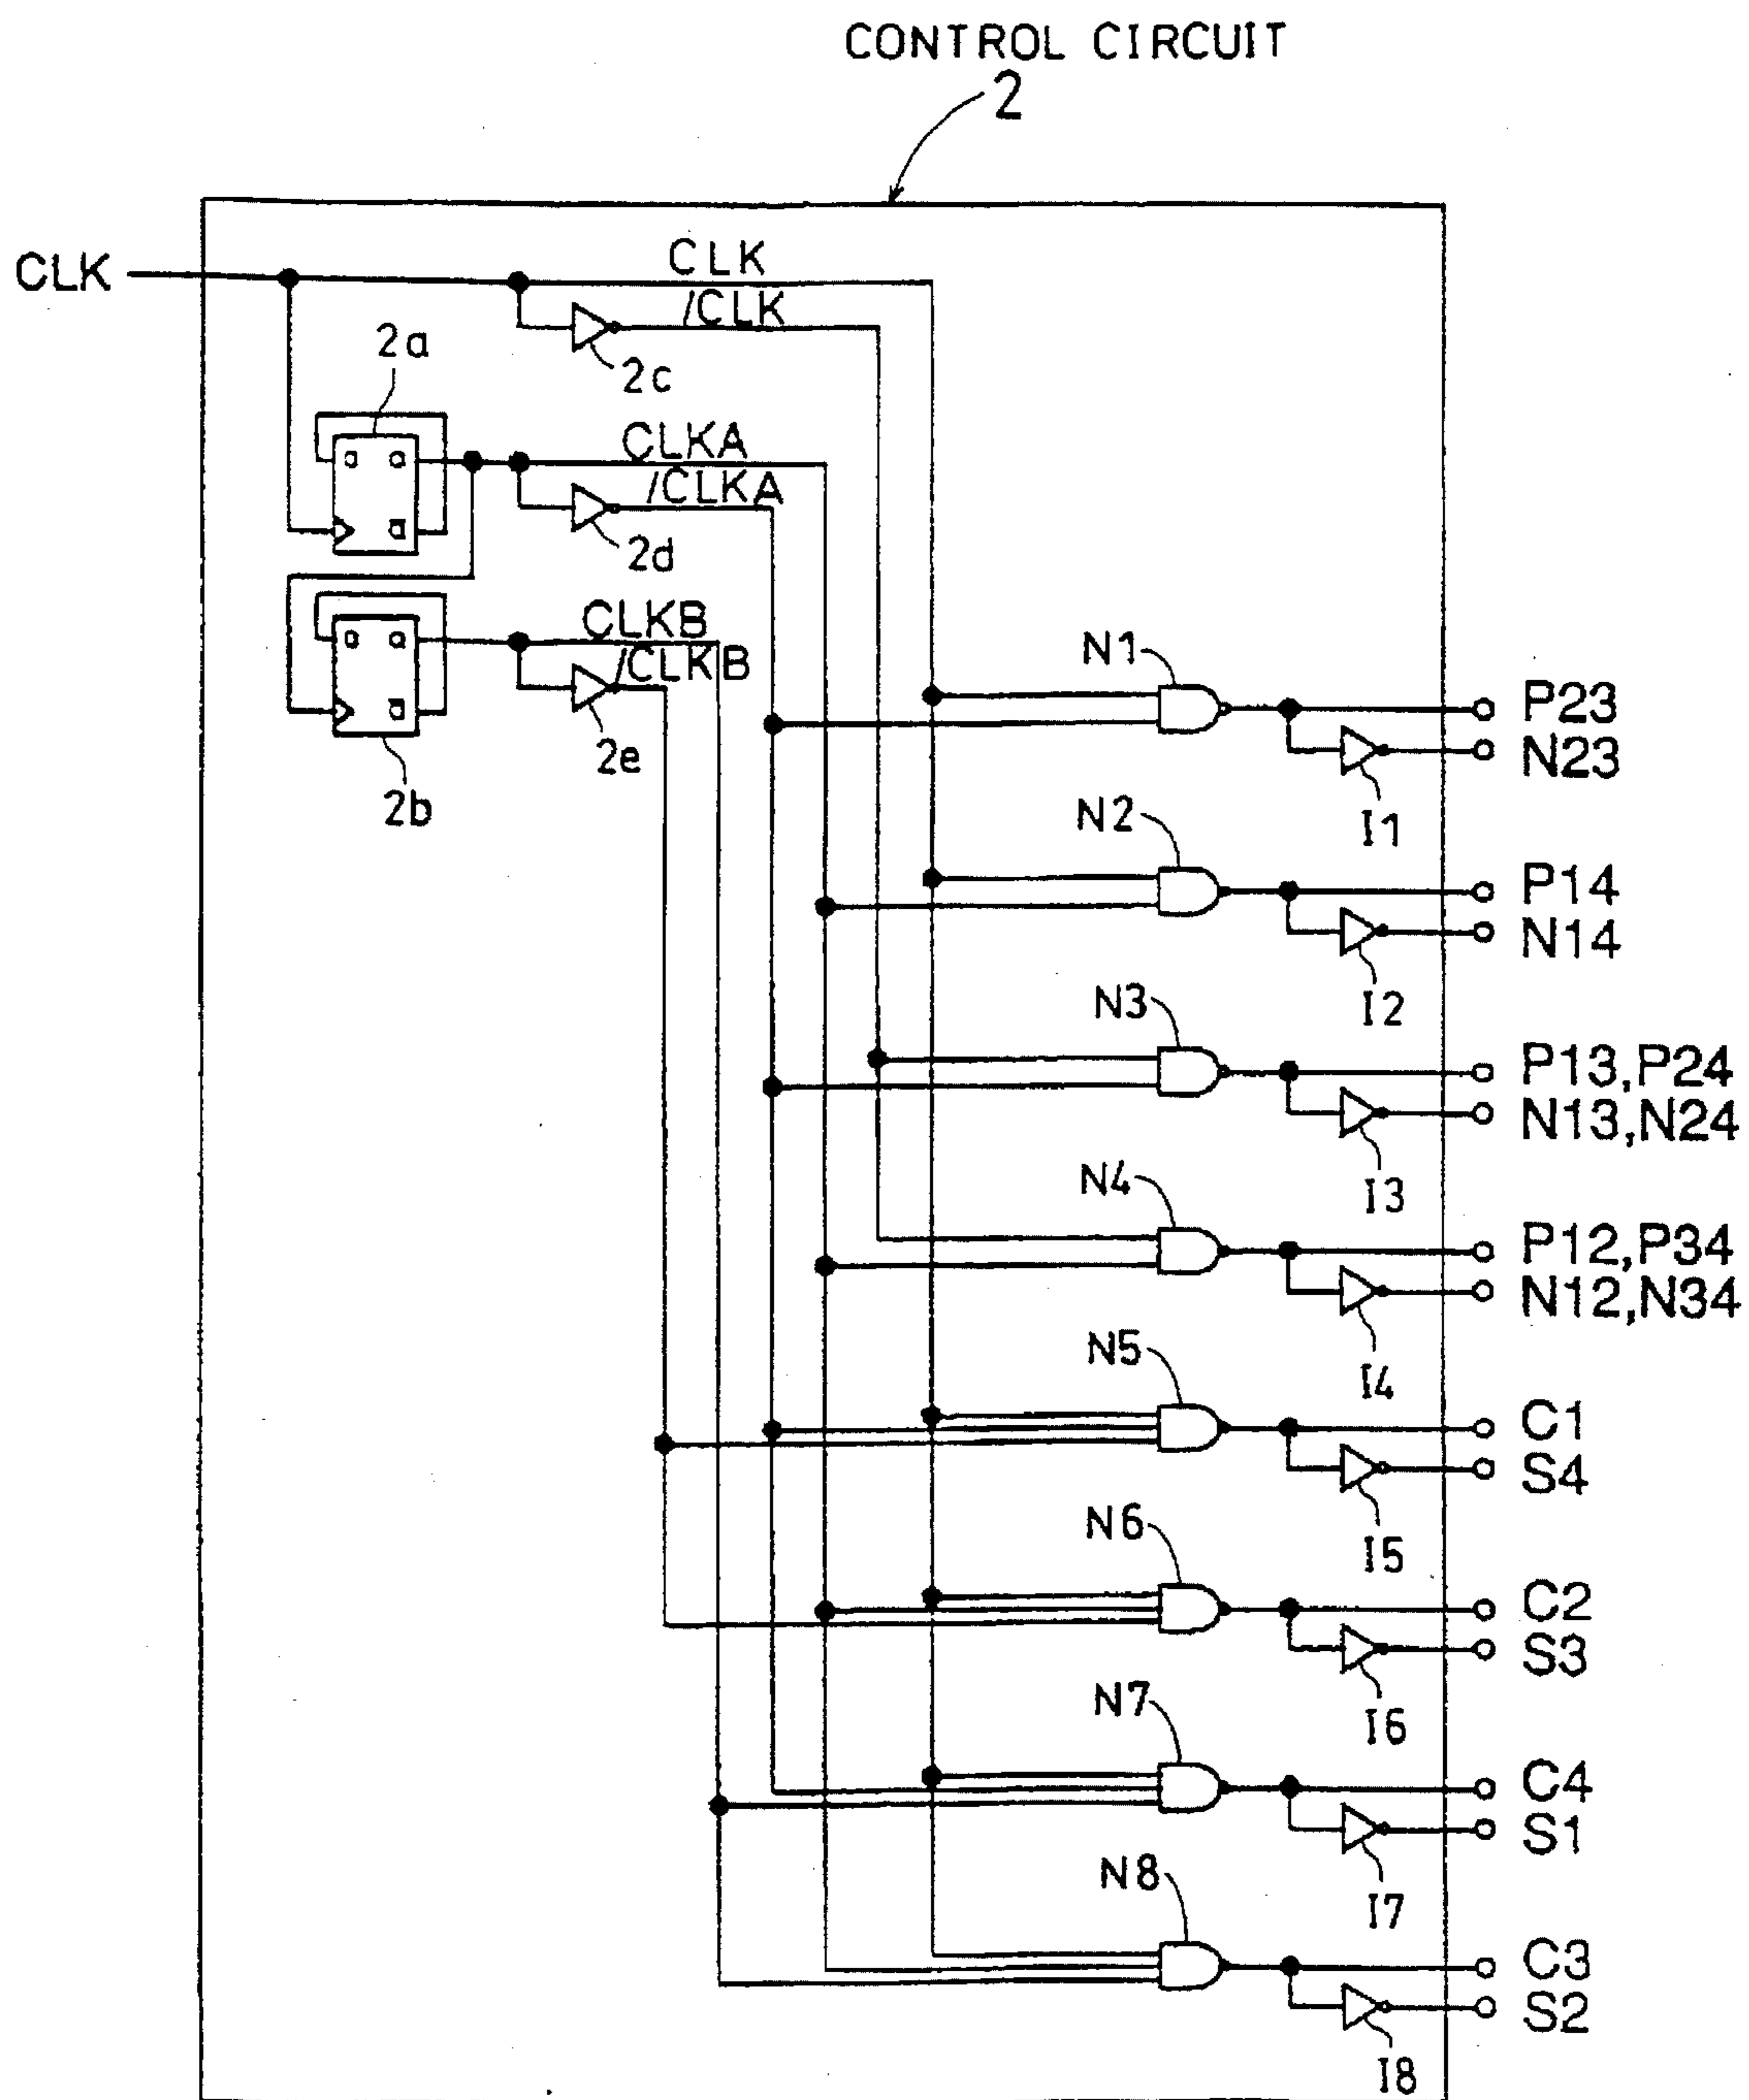 CONTROL CIRCUIT
2
CLK
CLK
/CLK
2c
2a
CLKA
/CLKA
2d
CLKB
/CLKB
2e
2b
N1
P23
N23
I1
N2
P14
N14
I2
N3
P13,P24
N13,N24
I3
N4
P12,P34
N12,N34
I4
N5
C1
S4
I5
N6
C2
S3
I6
N7
C4
S1
I7
N8
C3
S2
I8